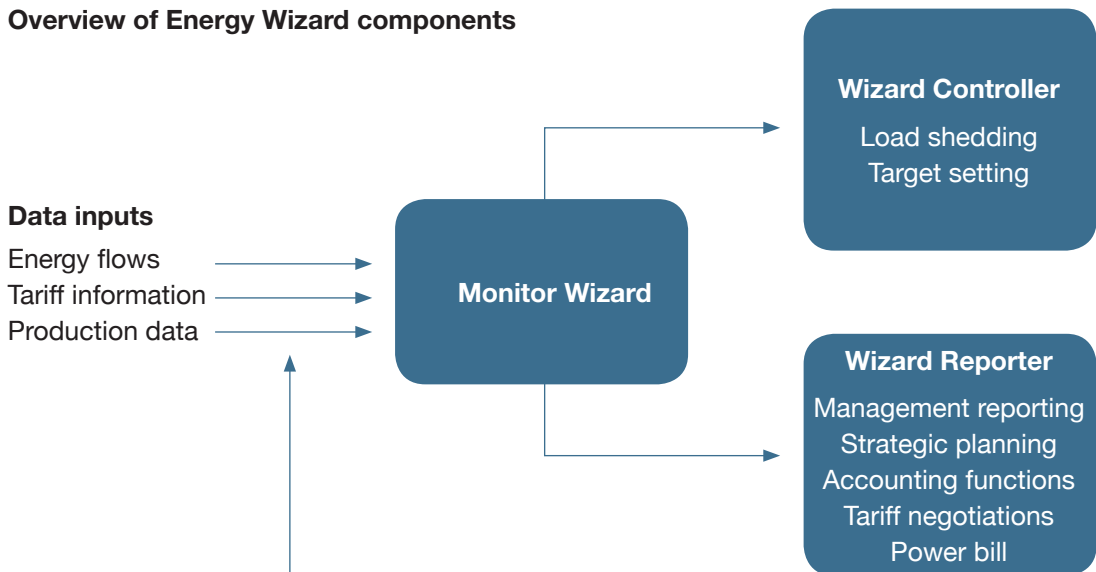 Overview of Energy Wizard components
Data inputs
Energy flows
Tariff information
Production data
Monitor Wizard
Wizard Controller
Load shedding
Target setting
Wizard Reporter
Management reporting
Strategic planning
Accounting functions
Tariff negotiations
Power bill